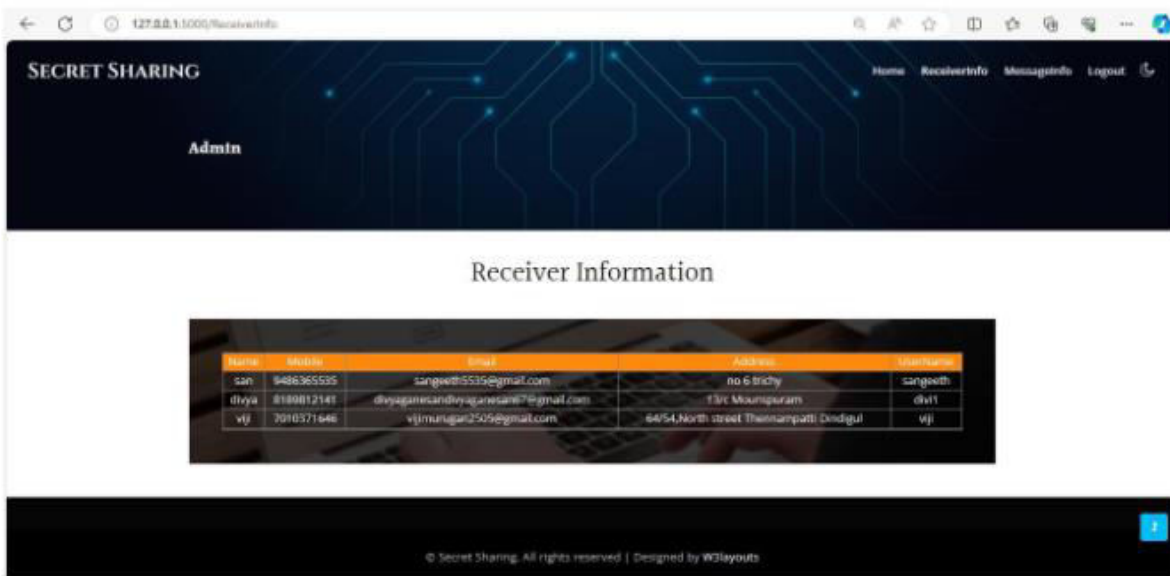 127.0.0.1:5000/ReceiverInfo
SECRET SHARING
Home ReceiverInfo MessageInfo Logout
Admin
Receiver Information
Name Mobile Email Address UserName
san 9486365535 sangeeth5535@gmail.com no 6 trichy sangeeth
divya 8189812141 13/c divi1
viji 7010371646 vijimurugan2505@gmail.com 64/54,North street Thennampatti Dindigul viji
© Secret Sharing. All rights reserved | Designed by W3layouts